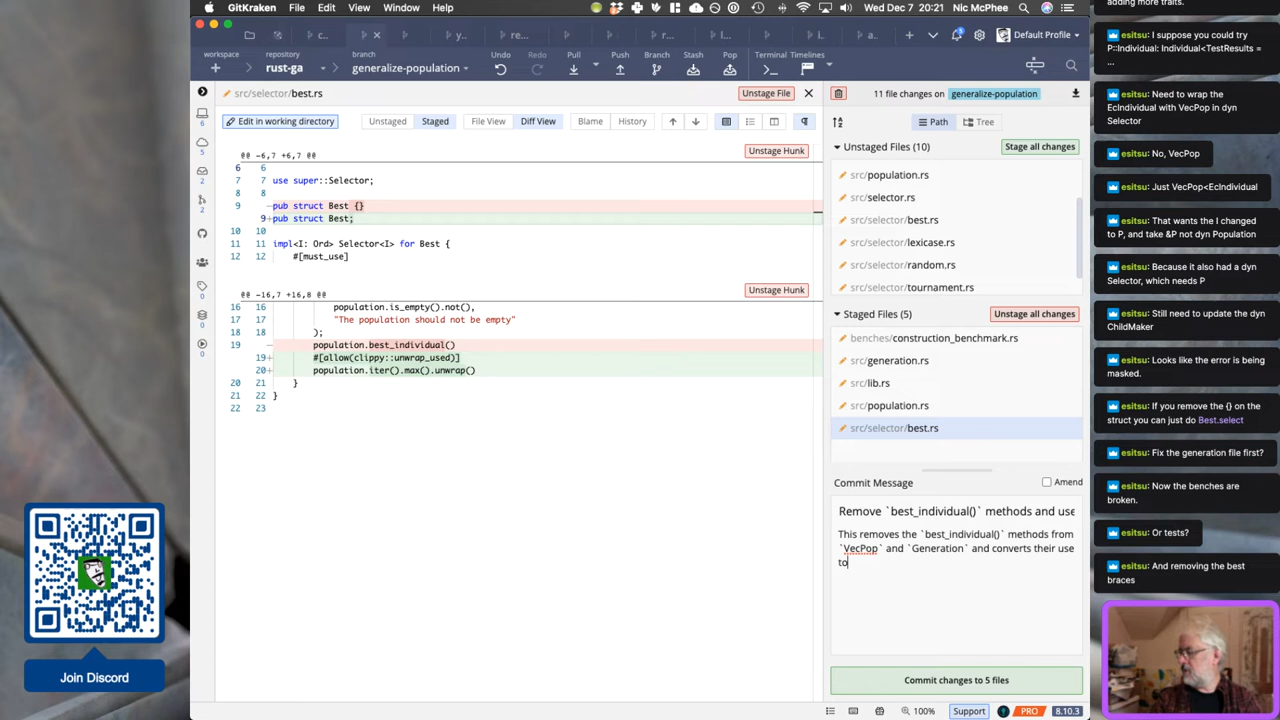 GitKraken File Edit View Window Help
Wed Dec 7 20:21 Nic McPhee
Default Profile
workspace
repository
rust-ga
branch
generalize-population
Undo
Redo
Pull
Push
Branch
Stash
Pop
Terminal
Timelines
src/selector/best.rs
Unstage File
Edit in working directory
Unstaged
Staged
File View
Diff View
Blame
History
@@ -6,7 +6,7 @@
Unstage Hunk
6 6
7 7 use super::Selector;
8 8
9 -pub struct Best {}
9+pub struct Best;
10 10
11 11 impl<I: Ord> Selector<I> for Best {
12 12 #[must_use]
@@ -16,7 +16,8 @@
Unstage Hunk
16 16 population.is_empty().not(),
17 17 "The population should not be empty"
18 18 );
19 - population.best_individual()
19+ #[allow(clippy::unwrap_used)]
20+ population.iter().max().unwrap()
20 21 }
21 22 }
22 23
11 file changes on generalize-population
Path
Tree
Unstaged Files (10)
Stage all changes
src/population.rs
src/selector.rs
src/selector/best.rs
src/selector/lexicase.rs
src/selector/random.rs
src/selector/tournament.rs
Staged Files (5)
Unstage all changes
benches/construction_benchmark.rs
src/generation.rs
src/lib.rs
src/population.rs
src/selector/best.rs
Commit Message
Amend
Remove `best_individual()` methods and use
This removes the `best_individual()` methods from
`VecPop` and `Generation` and converts their use
to
Commit changes to 5 files
100%
Support
PRO
8.10.3
adding more traits.
esitsu: I suppose you could try
P::Individual: Individual<TestResults =
...
esitsu: Need to wrap the
EcIndividual with VecPop in dyn
Selector
esitsu: No, VecPop
esitsu: Just VecPop<EcIndividual
esitsu: That wants the I changed
to P, and take &P not dyn Population
esitsu: Because it also had a dyn
Selector, which needs P
esitsu: Still need to update the dyn
ChildMaker
esitsu: Looks like the error is being
masked.
esitsu: If you remove the {} on the
struct you can just do Best.select
esitsu: Fix the generation file first?
esitsu: Now the benches are
broken.
esitsu: Or tests?
esitsu: And removing the best
braces
Join Discord